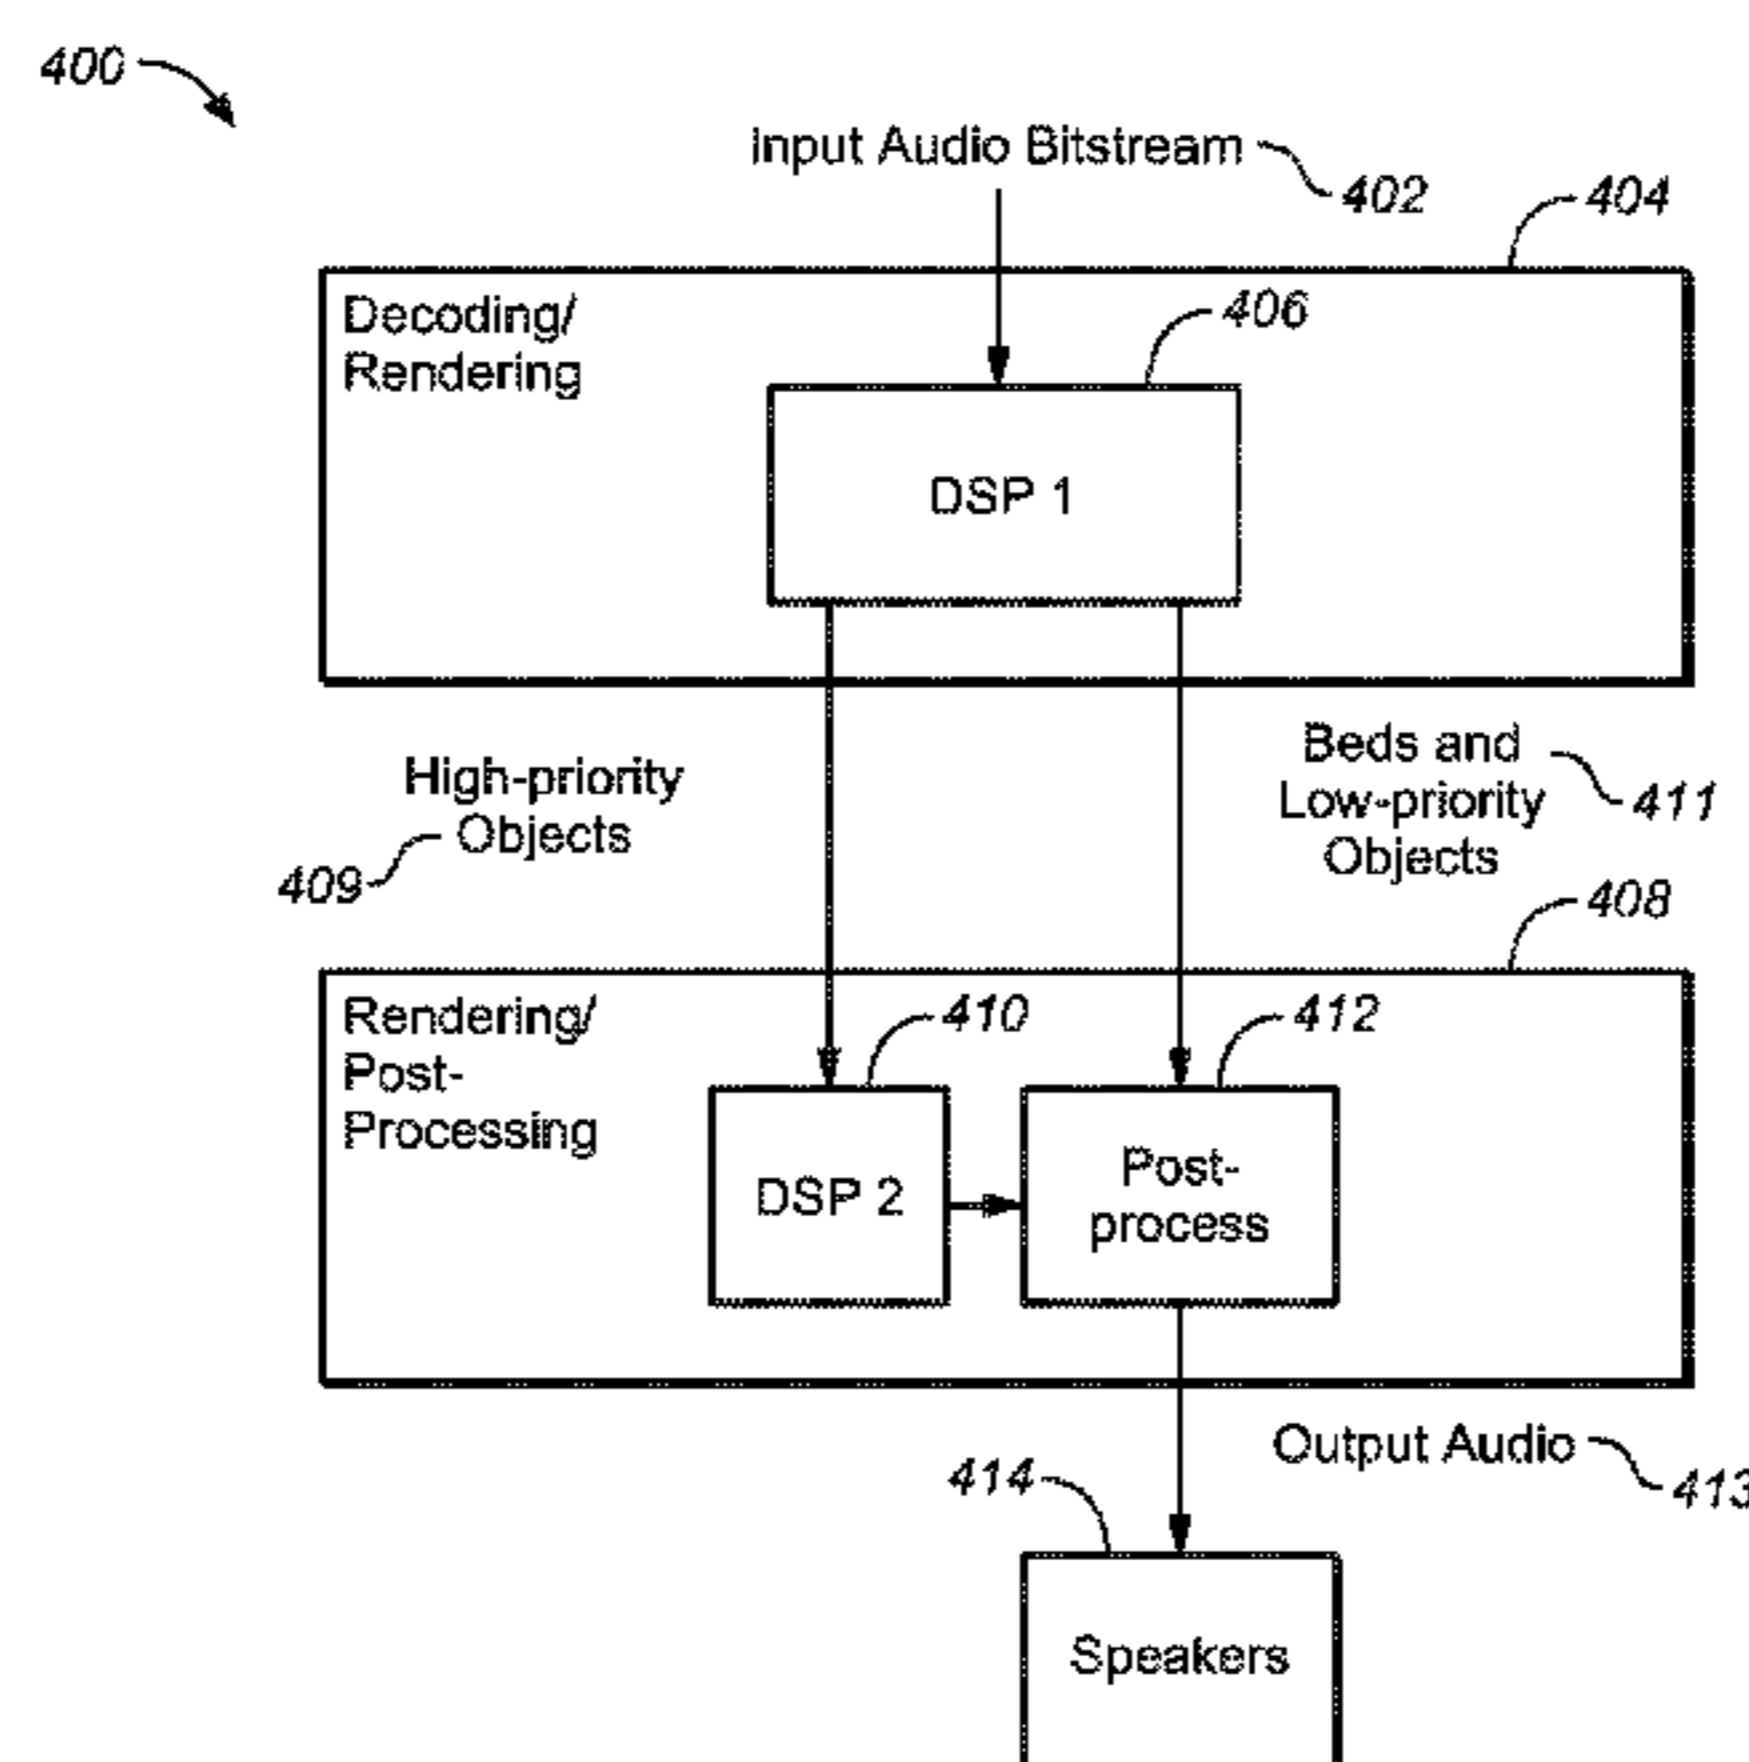 400
Input Audio Bitstream
402
404
Decoding/
Rendering
406
DSP 1
High-priority
Objects
409
Beds and
Low-priority
Objects
411
408
Rendering/
Post-
Processing
410
412
DSP 2
Post-
process
Output Audio
413
414
Speakers